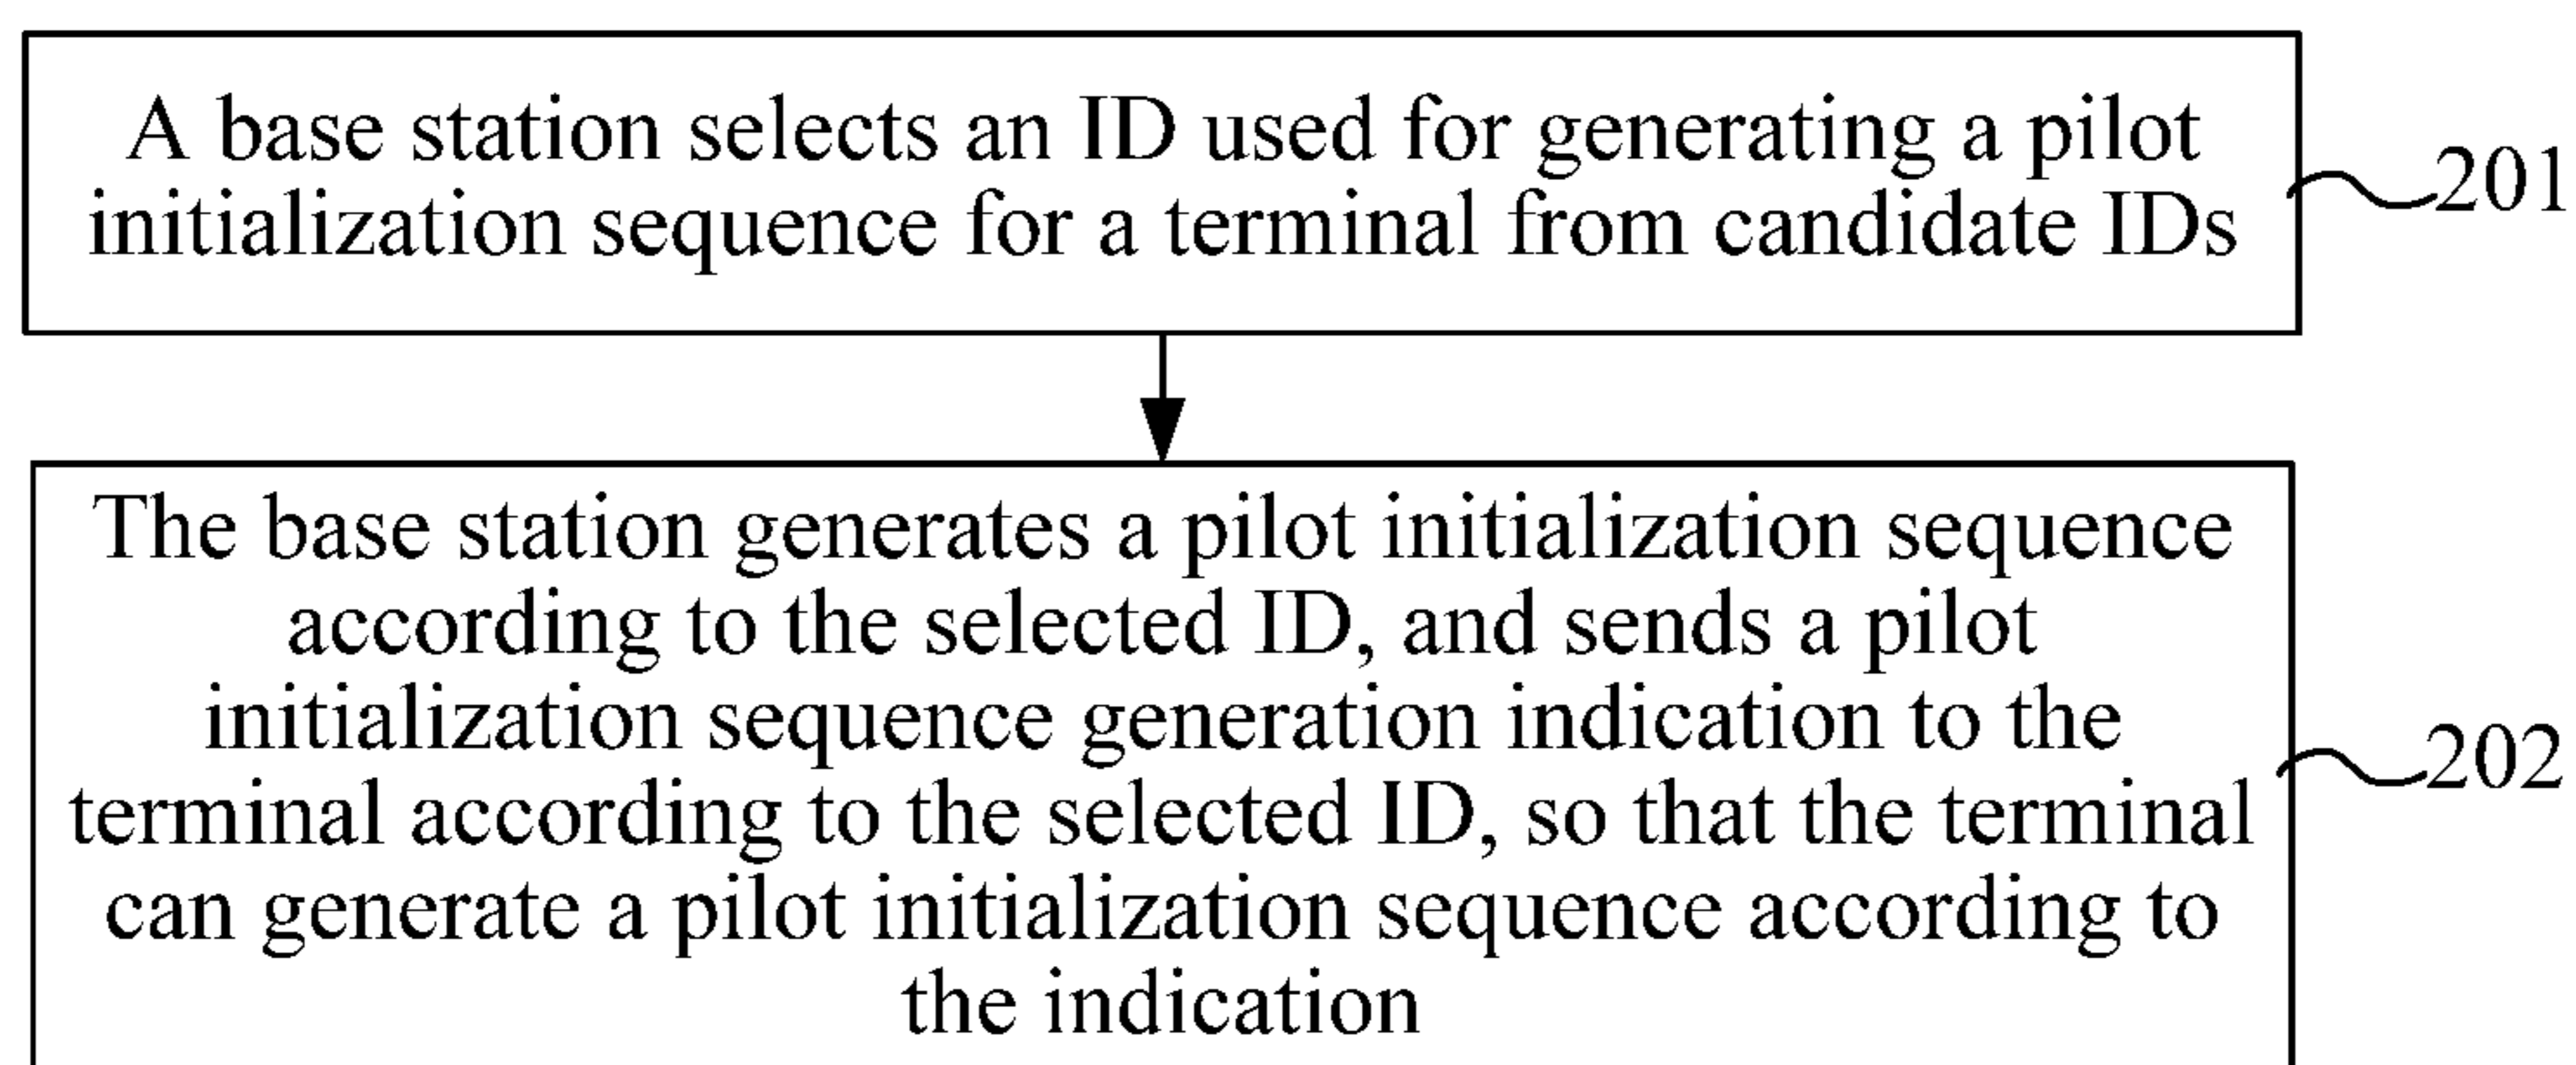 A base station selects an ID used for generating a pilot
initialization sequence for a terminal from candidate IDs
201
The base station generates a pilot initialization sequence
according to the selected ID, and sends a pilot
initialization sequence generation indication to the
terminal according to the selected ID, so that the terminal
can generate a pilot initialization sequence according to
the indication
202